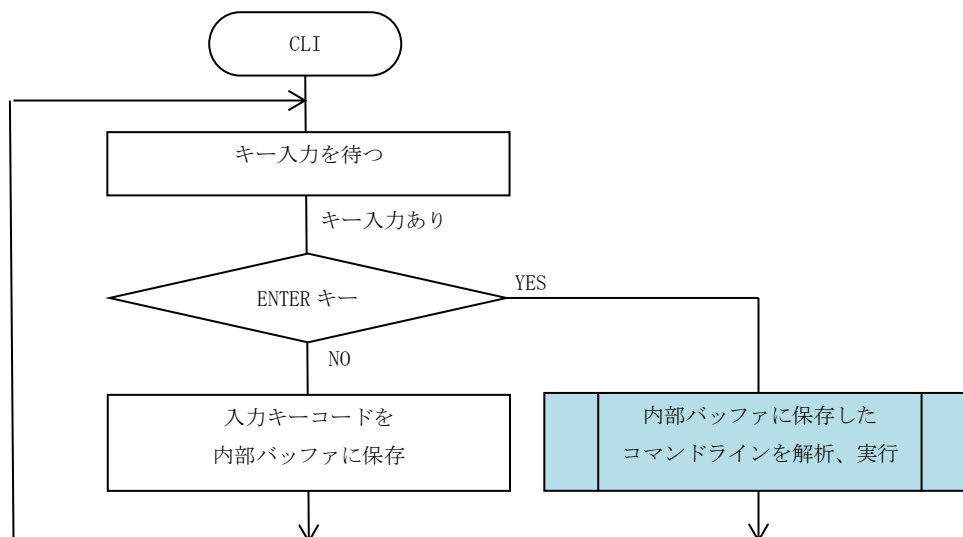 CLI
キー入力を待つ
キー入力あり
ENTER キー
YES
NO
入力キーコードを
内部バッファに保存
内部バッファに保存した
コマンドラインを解析、実行